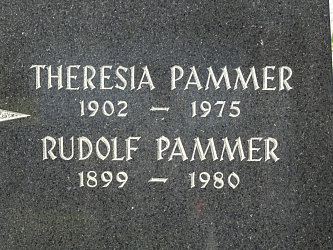 THERESIA PAMMER
1902 – 1975
RUDOLF PAMMER
1899 – 1980